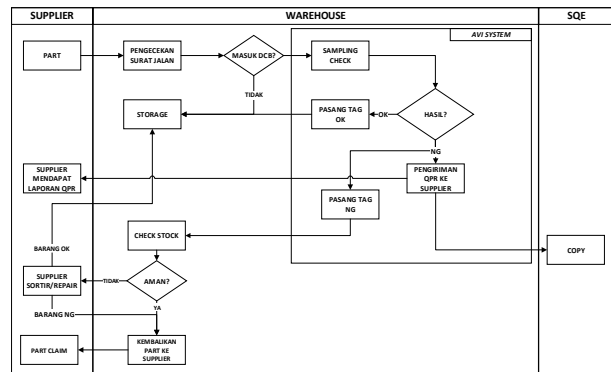 SUPPLIER
WAREHOUSE
SQE
AVI SYSTEM
PART
PENGECEKAN
SURAT JALAN
MASUK DCB?
SAMPLING
CHECK
TIDAK
STORAGE
PASANG TAG
OK
OK
HASIL?
NG
SUPPLIER
MENDAPAT
LAPORAN QPR
PENGIRIMAN
QPR KE
SUPPLIER
PASANG TAG
NG
CHECK STOCK
BARANG OK
COPY
SUPPLIER
SORTIR/REPAIR
TIDAK
AMAN?
YA
BARANG NG
PART CLAIM
KEMBALIKAN
PART KE
SUPPLIER